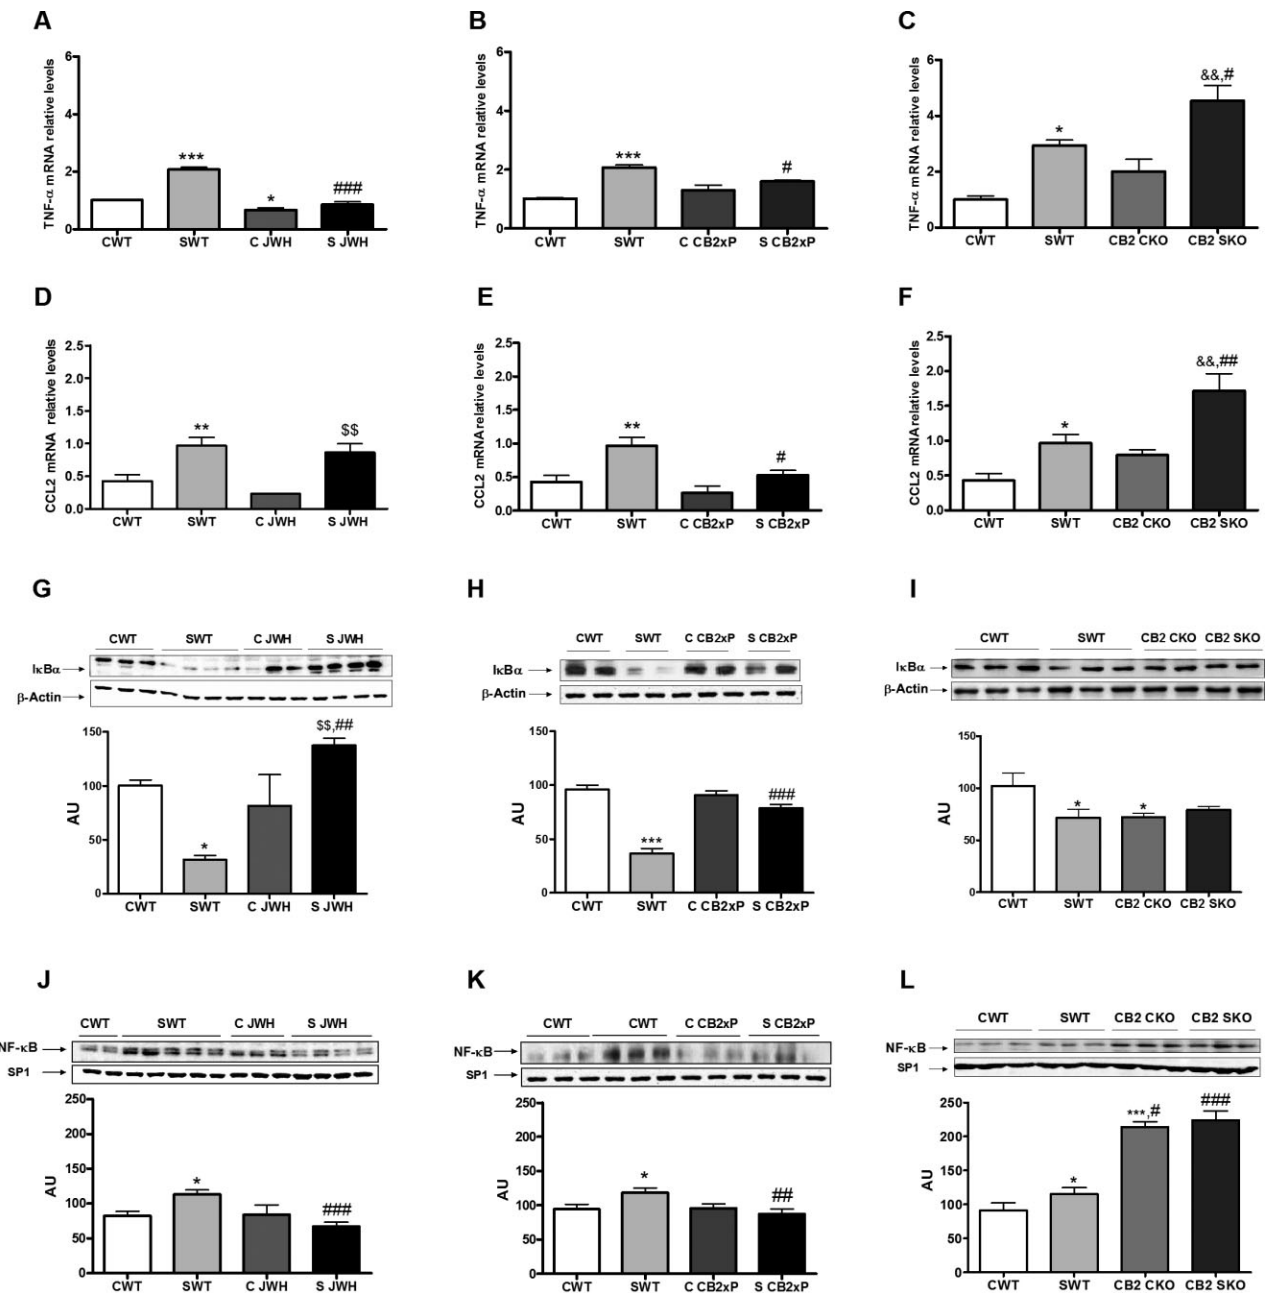 A
TNF-α mRNA relative levels
6
4
2
0
***
*
###
CWT SWT C JWH S JWH
B
TNF-α mRNA relative levels
6
4
2
0
***
#
CWT SWT C CB2xP S CB2xP
C
TNF-α mRNA relative levels
6
4
2
0
*
&&,#
CWT SWT CB2 CKO CB2 SKO
D
CCL2 mRNA relative levels
2.5
2.0
1.5
1.0
0.5
0.0
**
$$
CWT SWT C JWH S JWH
E
CCL2 mRNA relative levels
2.5
2.0
1.5
1.0
0.5
0.0
**
#
CWT SWT C CB2xP S CB2xP
F
CCL2 mRNA relative levels
2.5
2.0
1.5
1.0
0.5
0.0
*
&&,##
CWT SWT CB2 CKO CB2 SKO
G
CWT SWT C JWH S JWH
IκBα
β-Actin
AU
150
100
50
0
*
$$,##
CWT SWT C JWH S JWH
H
CWT SWT C CB2xP S CB2xP
IκBα
β-Actin
AU
150
100
50
0
***
###
CWT SWT C CB2xP S CB2xP
I
CWT SWT CB2 CKO CB2 SKO
IκBα
β-Actin
AU
150
100
50
0
*
*
CWT SWT CB2 CKO CB2 SKO
J
CWT SWT C JWH S JWH
NF-κB
SP1
AU
250
200
150
100
50
0
*
###
CWT SWT C JWH S JWH
K
CWT CWT C CB2xP S CB2xP
NF-κB
SP1
AU
250
200
150
100
50
0
*
##
CWT SWT C CB2xP S CB2xP
L
CWT SWT CB2 CKO CB2 SKO
NF-κB
SP1
AU
250
200
150
100
50
0
*
***,#
###
CWT SWT CB2 CKO CB2 SKO